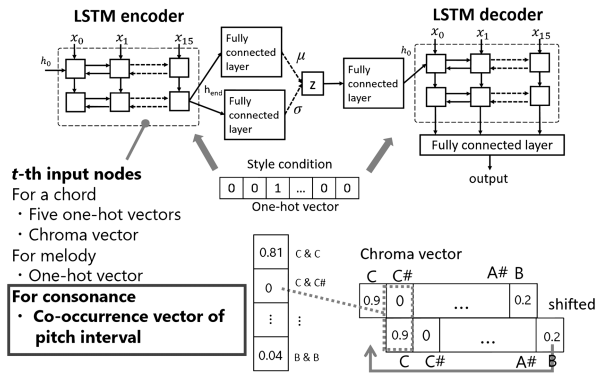 LSTM encoder
LSTM decoder
x0 x1 x15
h0
Fully connected layer
μ
hend
Fully connected layer
σ
z
Fully connected layer
x0 x1 x15
h0
Fully connected layer
output
Style condition
0 0 1 ... 0 0
One-hot vector
t-th input nodes
For a chord
・Five one-hot vectors
・Chroma vector
For melody
・One-hot vector
For consonance
・Co-occurrence vector of
pitch interval
0.81 C & C
0 C & C#
⋮ ⋮
0.04 B & B
Chroma vector
C C# A# B
0.9 0 ... 0.2 shifted
0.9 0 ... 0.2
C C# A# B